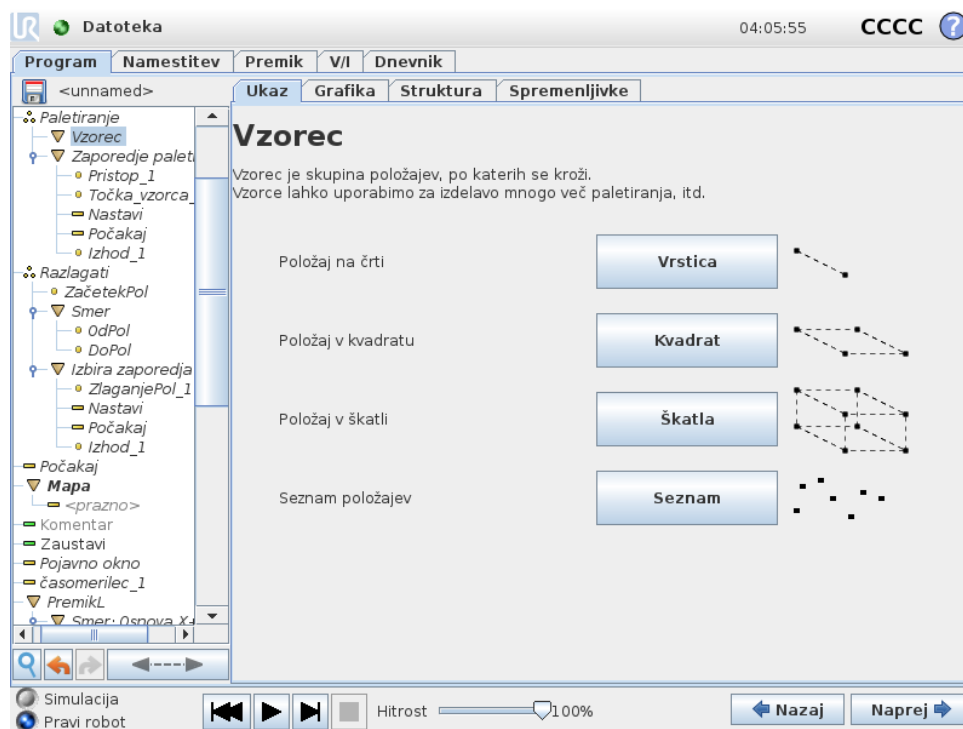 UR Datoteka 04:05:55 CCCC ?
Program Namestitev Premik V/I Dnevnik
<unnamed> Ukaz Grafika Struktura Spremenljivke
Paletiranje
Vzorec
Zaporedje paleti
Pristop_1
Točka_vzorca_
Nastavi
Počakaj
Izhod_1
Razlagati
ZačetekPol
Smer
OdPol
DoPol
Izbira zaporedja
ZlaganjePol_1
Nastavi
Počakaj
Izhod_1
Počakaj
Mapa
<prazno>
Komentar
Zaustavi
Pojavno okno
časomerilec_1
PremikL
Smer: Osnova X+
Vzorec
Vzorec je skupina položajev, po katerih se kroži.
Vzorce lahko uporabimo za izdelavo mnogo več paletiranja, itd.
Položaj na črti Vrstica
Položaj v kvadratu Kvadrat
Položaj v škatli Škatla
Seznam položajev Seznam
Simulacija
Pravi robot
Hitrost 100%
Nazaj Naprej